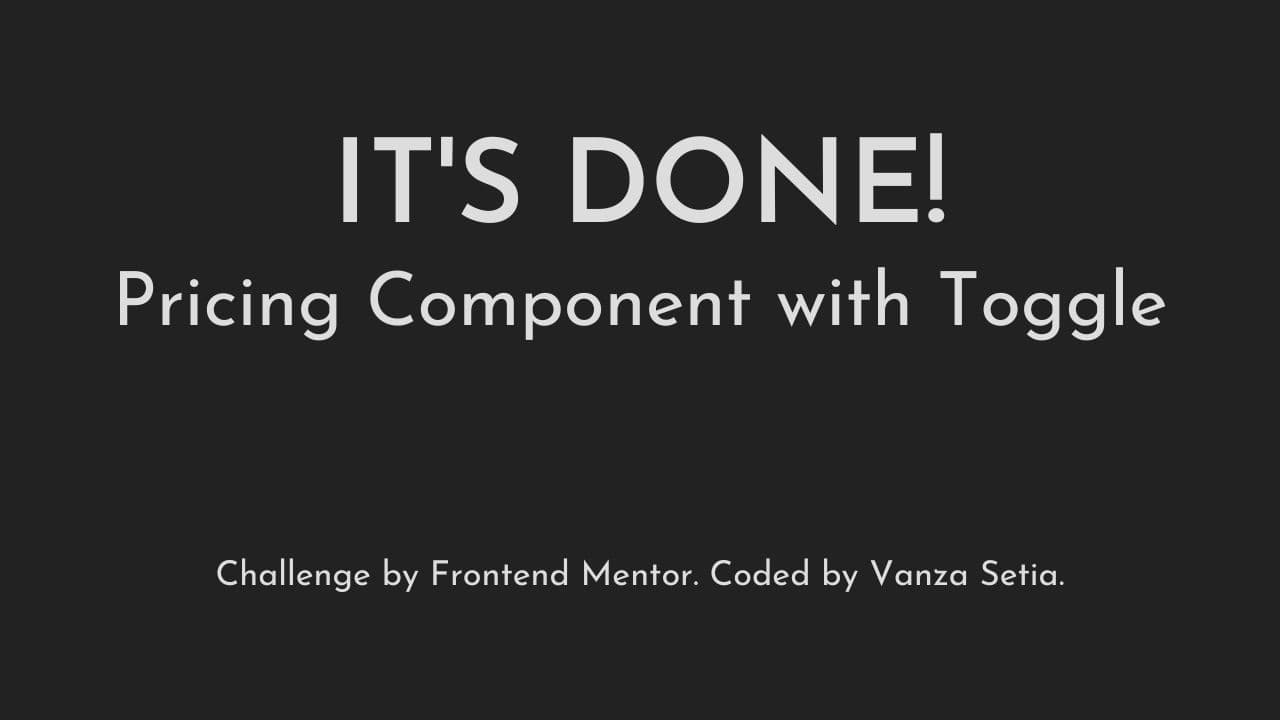 IT'S DONE!
Pricing Component with Toggle
Challenge by Frontend Mentor. Coded by Vanza Setia.